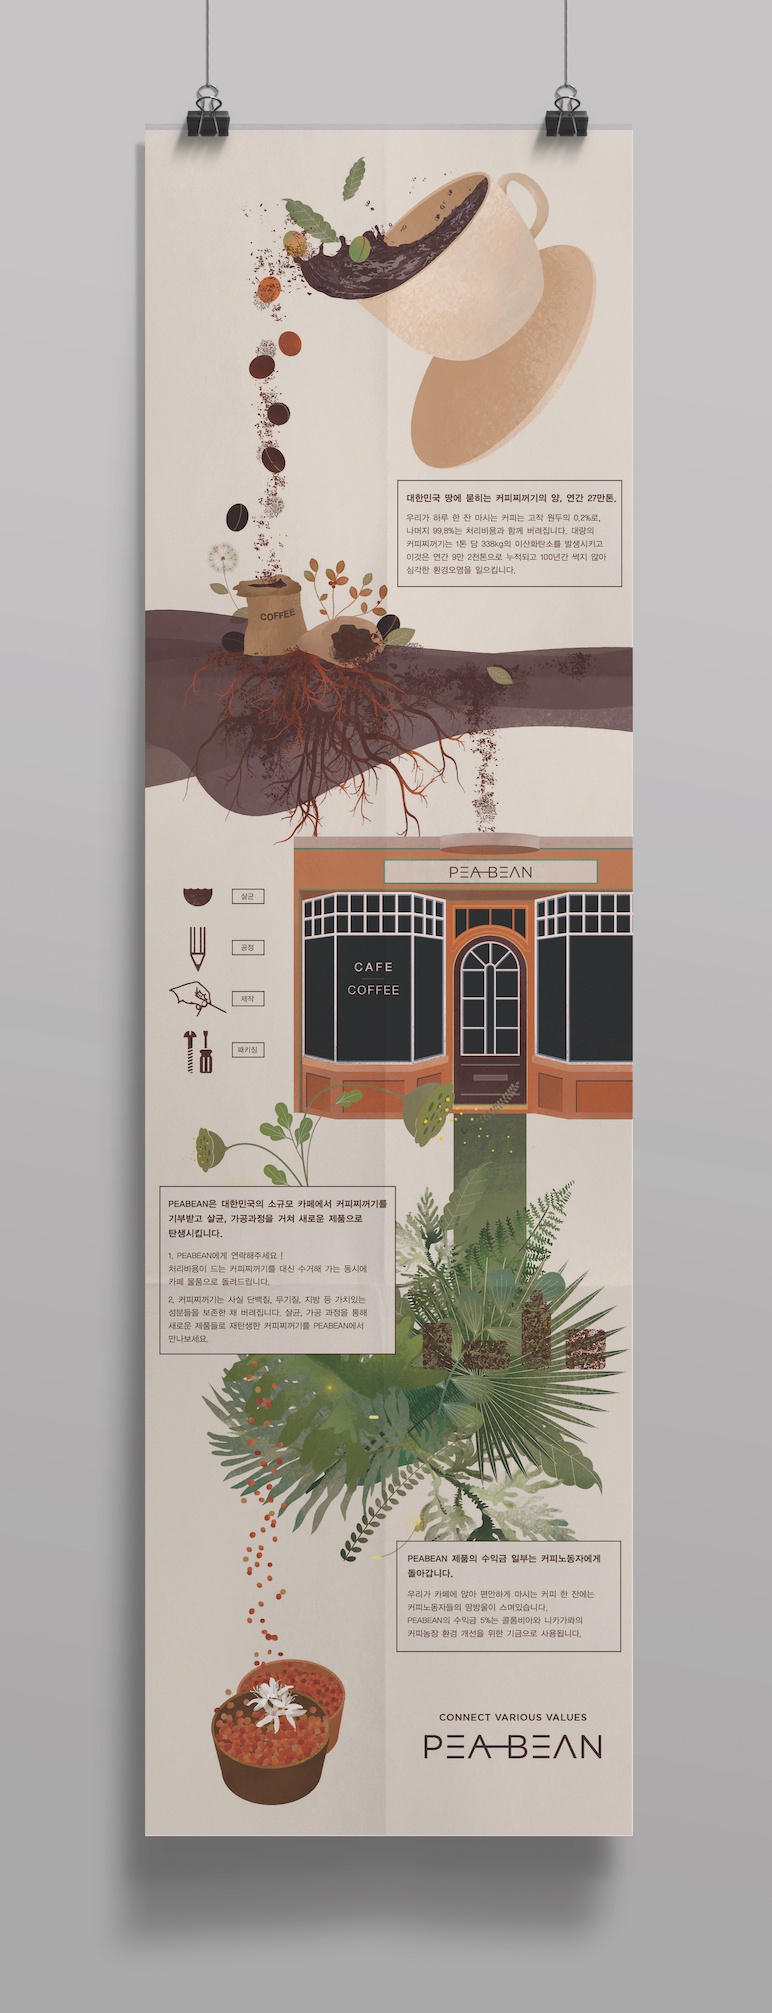 대한민국 땅에 묻히는 커피찌꺼기의 양, 연간 27만톤.
우리가 하루 한 잔 마시는 커피는 고작 원두의 0.2%로,
나머지 99.8%는 처리비용과 함께 버려집니다. 대량의
커피찌꺼기는 1톤 당 338kg의 이산화탄소를 발생시키고
이것은 연간 9만 2천톤으로 누적되고 100년간 썩지 않아
심각한 환경오염을 일으킵니다.
COFFEE
PEA-BEAN
CAFE
COFFEE
살균
공정
제작
패키징
PEABEAN은 대한민국의 소규모 카페에서 커피찌꺼기를
기부받고 살균, 가공과정을 거쳐 새로운 제품으로
탄생시킵니다.
1. PEABEAN에게 연락해주세요 !
처리비용이 드는 커피찌꺼기를 대신 수거해 가는 동시에
카페 물품으로 돌려드립니다.
2. 커피찌꺼기는 사실 단백질, 무기질, 지방 등 가치있는
성분들을 보존한 채 버려집니다. 살균, 가공 과정을 통해
새로운 제품들로 재탄생한 커피찌꺼기를 PEABEAN에서
만나보세요.
PEABEAN 제품의 수익금 일부는 커피노동자에게
돌아갑니다.
우리가 카페에 앉아 편안하게 마시는 커피 한 잔에는
커피노동자들의 땀방울이 스며있습니다.
PEABEAN의 수익금 5%는 콜롬비아와 니카가라의
커피농장 환경 개선을 위한 기금으로 사용됩니다.
CONNECT VARIOUS VALUES
PEA-BEAN